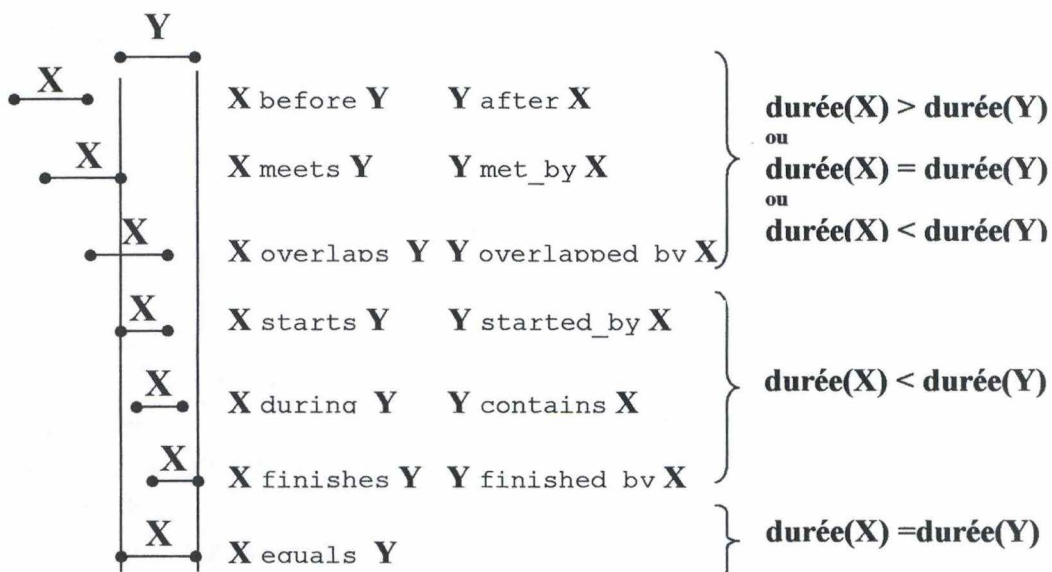 Y
X
X before Y Y after X
durée(X) > durée(Y)
ou
X
X meets Y Y met_by X
durée(X) = durée(Y)
ou
X
X overlaps Y Y overlapped by X
durée(X) < durée(Y)
X
X starts Y Y started_by X
X
X during Y Y contains X
durée(X) < durée(Y)
X
X finishes Y Y finished by X
X
X equals Y
durée(X) =durée(Y)